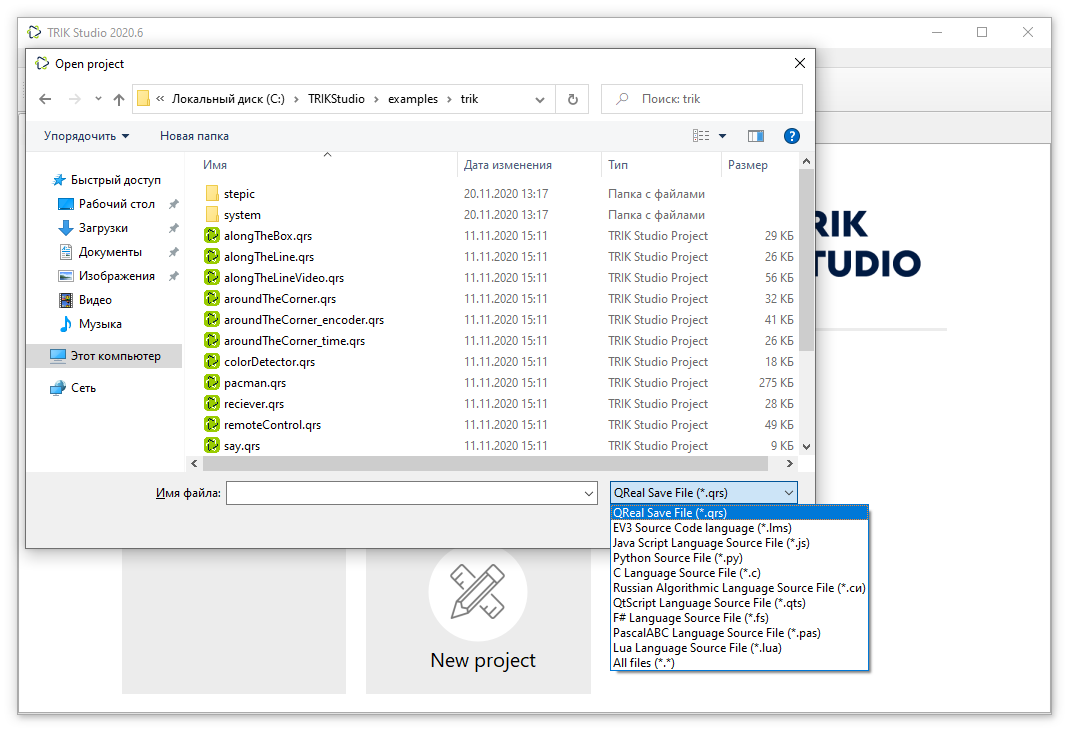 TRIK Studio 2020.6
Open project
« Локальный диск (C:) › TRIKStudio › examples › trik
Поиск: trik
Упорядочить
Новая папка
Быстрый доступ
Рабочий стол
Загрузки
Документы
Изображения
Видео
Музыка
Этот компьютер
Сеть
Имя Дата изменения Тип Размер
stepic 20.11.2020 13:17 Папка с файлами
system 20.11.2020 13:17 Папка с файлами
alongTheBox.qrs 11.11.2020 15:11 TRIK Studio Project 29 КБ
alongTheLine.qrs 11.11.2020 15:11 TRIK Studio Project 26 КБ
alongTheLineVideo.qrs 11.11.2020 15:11 TRIK Studio Project 56 КБ
aroundTheCorner.qrs 11.11.2020 15:11 TRIK Studio Project 32 КБ
aroundTheCorner_encoder.qrs 11.11.2020 15:11 TRIK Studio Project 41 КБ
aroundTheCorner_time.qrs 11.11.2020 15:11 TRIK Studio Project 26 КБ
colorDetector.qrs 11.11.2020 15:11 TRIK Studio Project 18 КБ
pacman.qrs 11.11.2020 15:11 TRIK Studio Project 275 КБ
reciever.qrs 11.11.2020 15:11 TRIK Studio Project 28 КБ
remoteControl.qrs 11.11.2020 15:11 TRIK Studio Project 49 КБ
say.qrs 11.11.2020 15:11 TRIK Studio Project 9 КБ
RIK
TUDIO
Имя файла:
QReal Save File (*.qrs)
QReal Save File (*.qrs)
EV3 Source Code language (*.lms)
Java Script Language Source File (*.js)
Python Source File (*.py)
C Language Source File (*.c)
Russian Algorithmic Language Source File (*.си)
QtScript Language Source File (*.qts)
F# Language Source File (*.fs)
PascalABC Language Source File (*.pas)
Lua Language Source File (*.lua)
All files (*.*)
New project